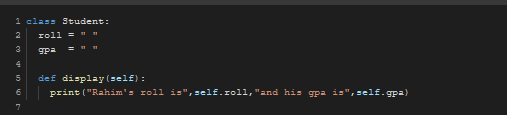 1 class Student:
2 roll = " "
3 gpa  = " "
4
5 def display(self):
6 print("Rahim's roll is",self.roll,"and his gpa is",self.gpa)
7